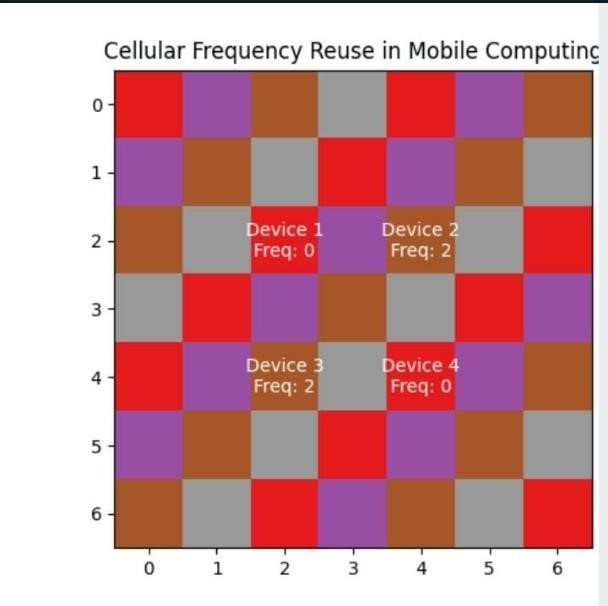 Cellular Frequency Reuse in Mobile Computing
0
1
2
3
4
5
6
Device 1
Freq: 0
Device 2
Freq: 2
Device 3
Freq: 2
Device 4
Freq: 0
0 1 2 3 4 5 6